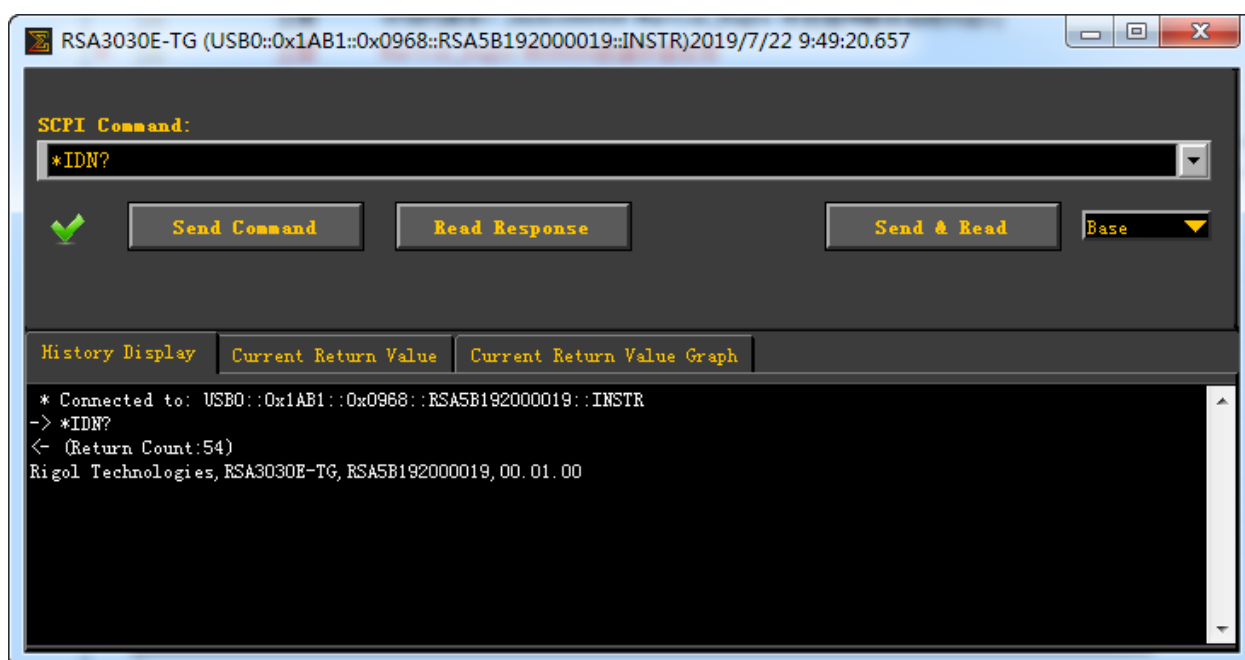 RSA3030E-TG (USB0::0x1AB1::0x0968::RSA5B192000019::INSTR)2019/7/22 9:49:20.657
SCPI Command:
*IDN?
Send Command Read Response Send & Read Base
History Display Current Return Value Current Return Value Graph
* Connected to: USB0::0x1AB1::0x0968::RSA5B192000019::INSTR
-> *IDN?
<- (Return Count:54)
Rigol Technologies,RSA3030E-TG,RSA5B192000019,00.01.00